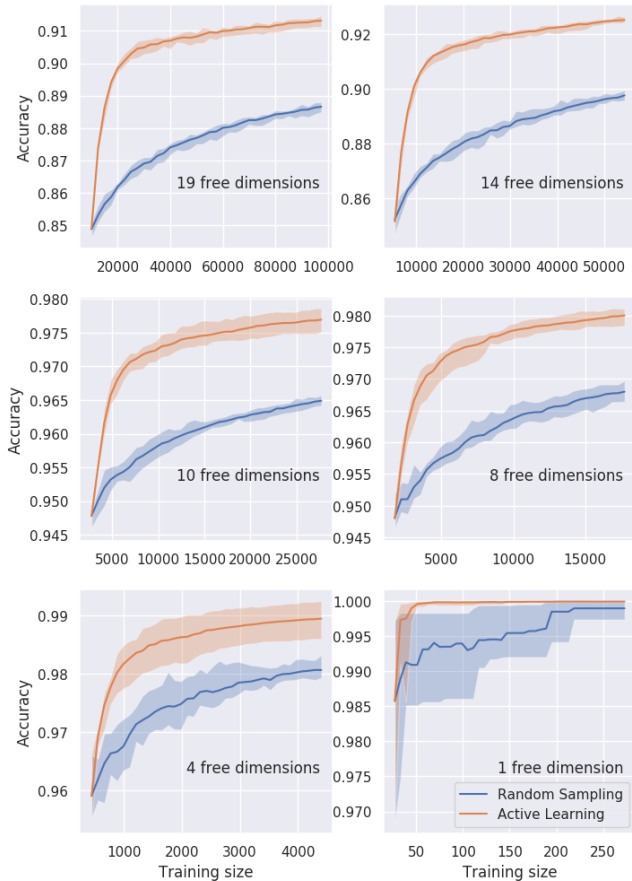 0.91
0.90
0.89
0.88
0.87
0.86
0.85
Accuracy
19 free dimensions
20000 40000 60000 80000 100000
0.92
0.90
0.88
0.86
14 free dimensions
10000 20000 30000 40000 50000
0.980
0.975
0.970
0.965
0.960
0.955
0.950
0.945
Accuracy
10 free dimensions
5000 10000 15000 20000 25000
0.980
0.975
0.970
0.965
0.960
0.955
0.950
0.945
8 free dimensions
5000 10000 15000
0.99
0.98
0.97
0.96
Accuracy
4 free dimensions
1000 2000 3000 4000
Training size
1.000
0.995
0.990
0.985
0.980
0.975
0.970
1 free dimension
Random Sampling
Active Learning
50 100 150 200 250
Training size